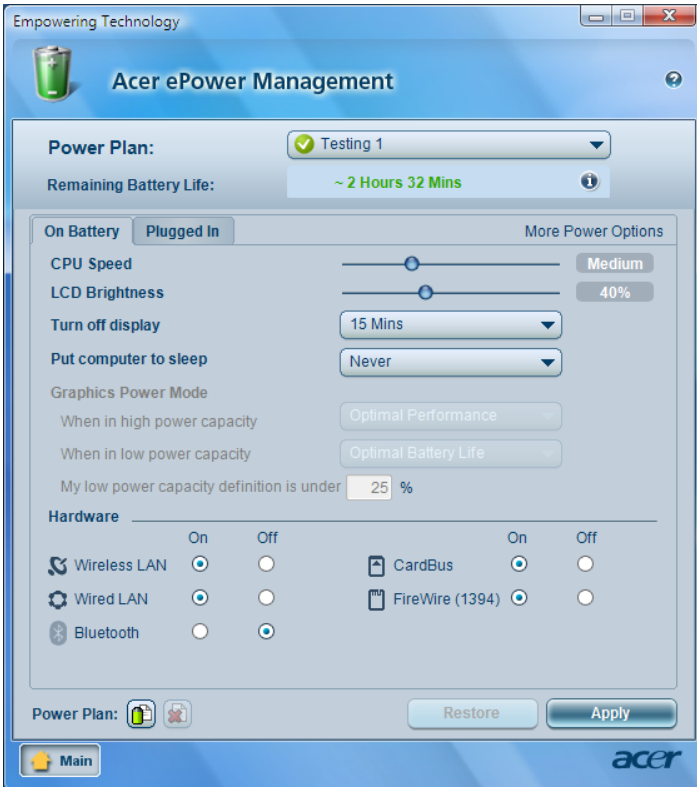 Empowering Technology
Acer ePower Management
Power Plan:
Testing 1
Remaining Battery Life:
~ 2 Hours 32 Mins
On Battery
Plugged In
More Power Options
CPU Speed
Medium
LCD Brightness
40%
Turn off display
15 Mins
Put computer to sleep
Never
Graphics Power Mode
When in high power capacity
Optimal Performance
When in low power capacity
Optimal Battery Life
My low power capacity definition is under 25 %
Hardware
On Off On Off
Wireless LAN
CardBus
Wired LAN
FireWire (1394)
Bluetooth
Power Plan:
Restore
Apply
Main
acer